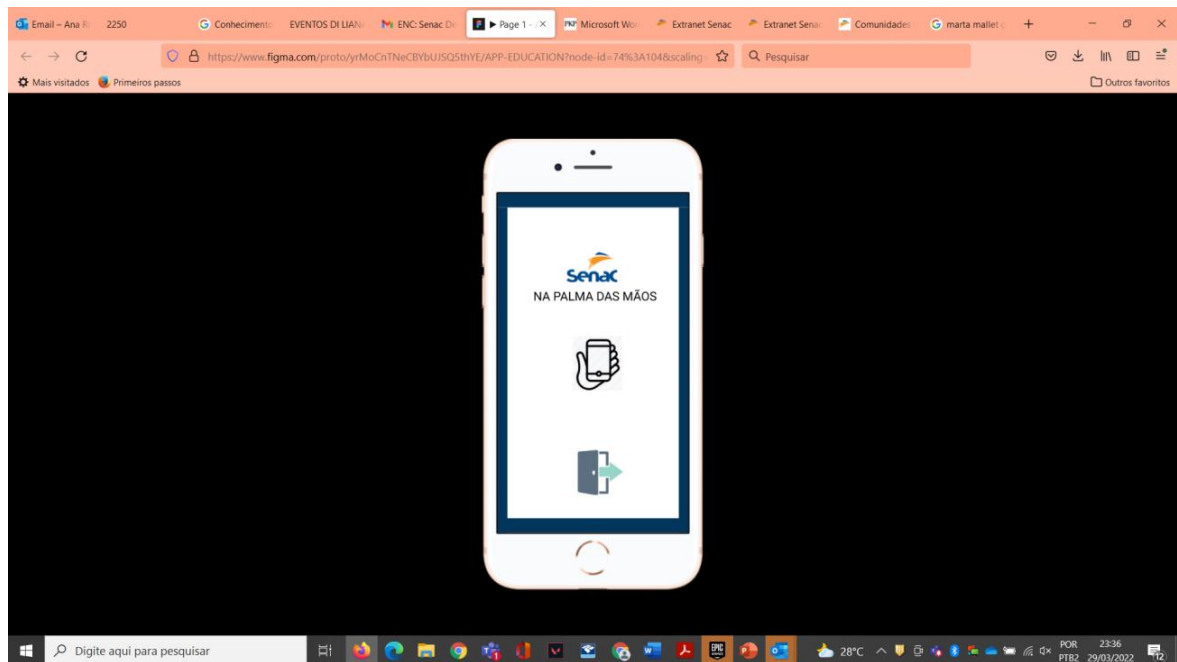 Email – Ana R
2250
Conhecimento
EVENTOS DI LIANA
ENC: Senac De
Page 1 -
Microsoft Wo
Extranet Senac
Extranet Senac
Comunidades
marta mallet
https://www.figma.com/proto/yrMoCnTNeCBYbUJSQSthYE/APP-EDUCATION?node-id=74%3A104&scaling
Pesquisar
Mais visitados
Primeiros passos
Outros favoritos
Senac
NA PALMA DAS MÃOS
Digite aqui para pesquisar
EPIC
28°C
POR
PTB2
23:36
29/03/2022
12